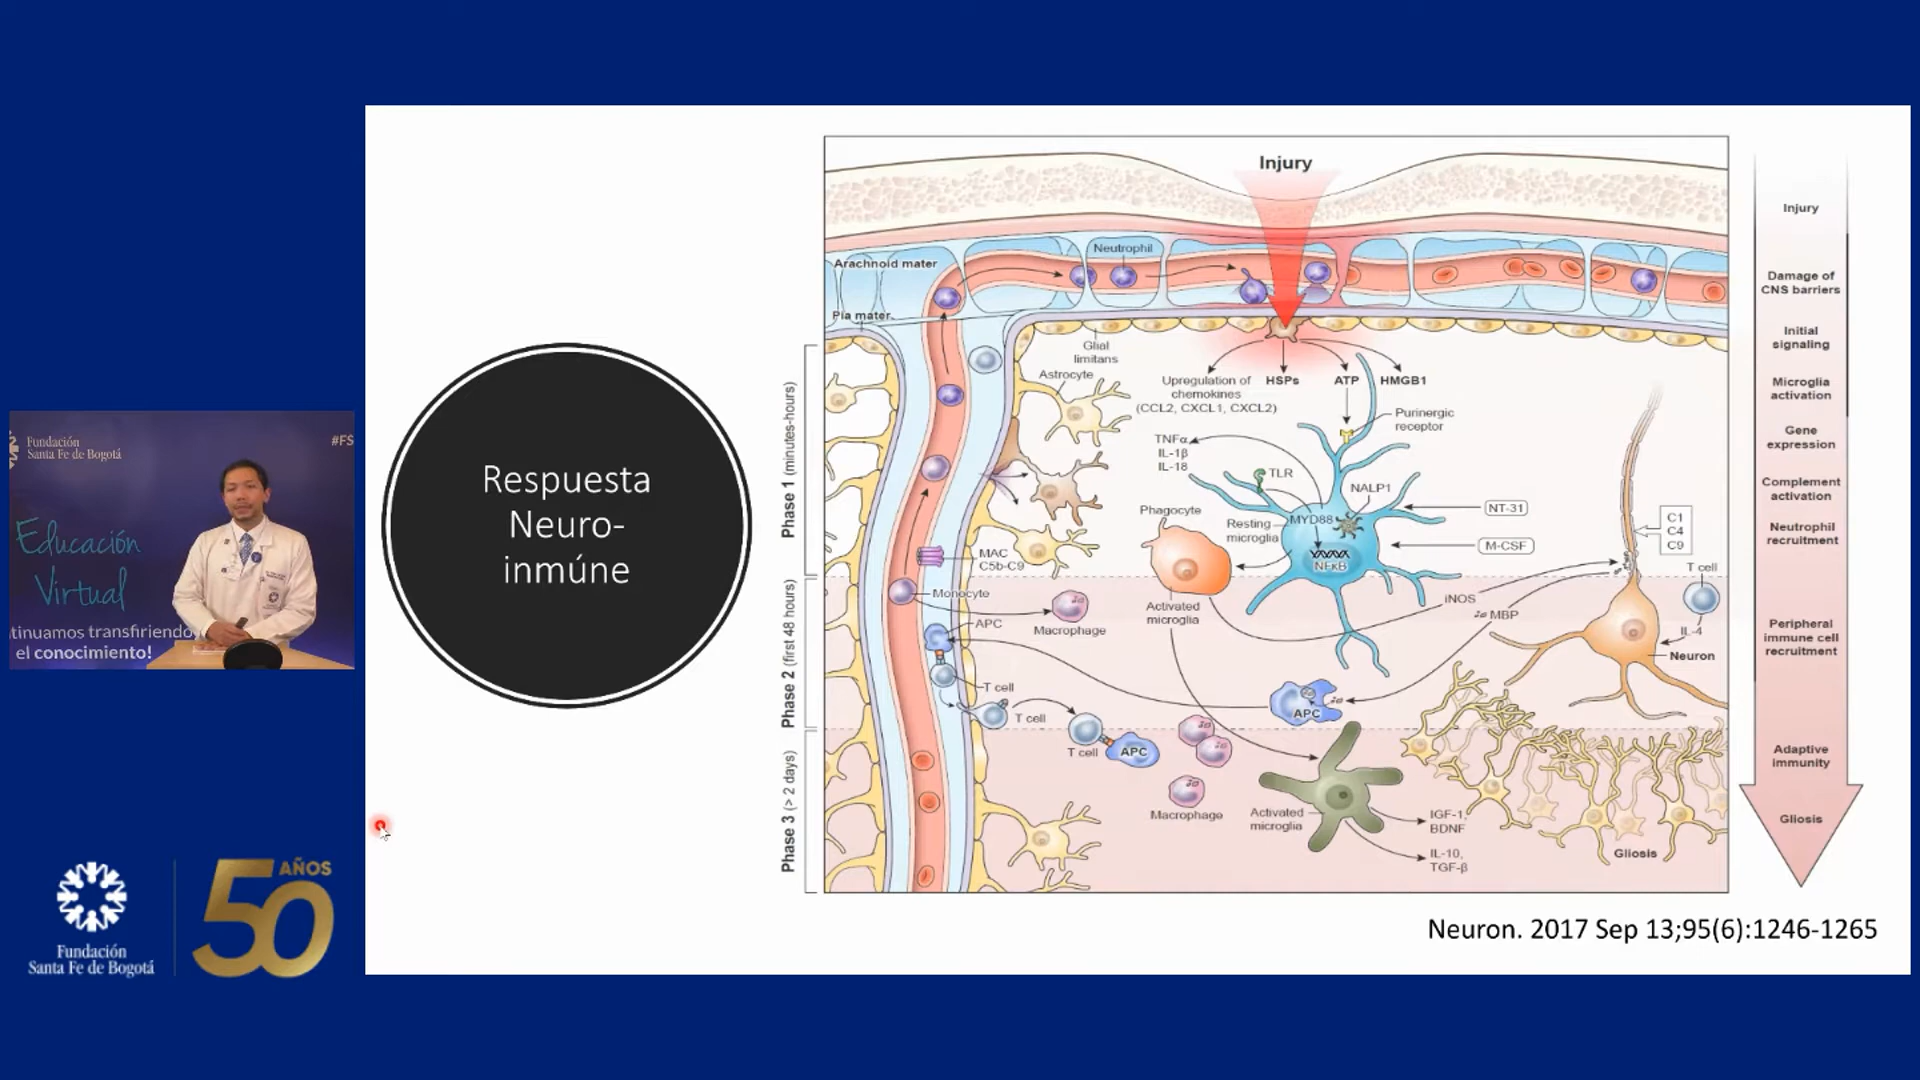 Fundación
Santa Fe de Bogotá
#FS
Educación
Virtual
tinuamos transfiriendo
el conocimiento!
Fundación
Santa Fe de Bogotá
50
AÑOS
Respuesta
Neuro-
inmúne
Phase 1 (minutes-hours)
Phase 2 (first 48 hours)
Phase 3 (> 2 days)
Injury
Neutrophil
Arachnoid mater
Pia mater
Glial
limitans
Astrocyte
Upregulation of
chemokines
(CCL2, CXCL1, CXCL2)
HSPs
ATP
HMGB1
Purinergic
receptor
TNFα
IL-1β
IL-18
TLR
NALP1
Phagocyte
Resting
microglia
MYD88
NT-31
NFκB
M-CSF
C1
C4
C9
MAC
C5b-C9
T cell
Monocyte
Macrophage
Activated
microglia
iNOS
MBP
IL-4
Neuron
APC
T cell
T cell
APC
T cell
APC
Macrophage
Activated
microglia
IGF-1,
BDNF
IL-10,
TGF-β
Gliosis
Injury
Damage of
CNS barriers
Initial
signaling
Microglia
activation
Gene
expression
Complement
activation
Neutrophil
recruitment
Peripheral
immune cell
recruitment
Adaptive
immunity
Gliosis
Neuron. 2017 Sep 13;95(6):1246-1265